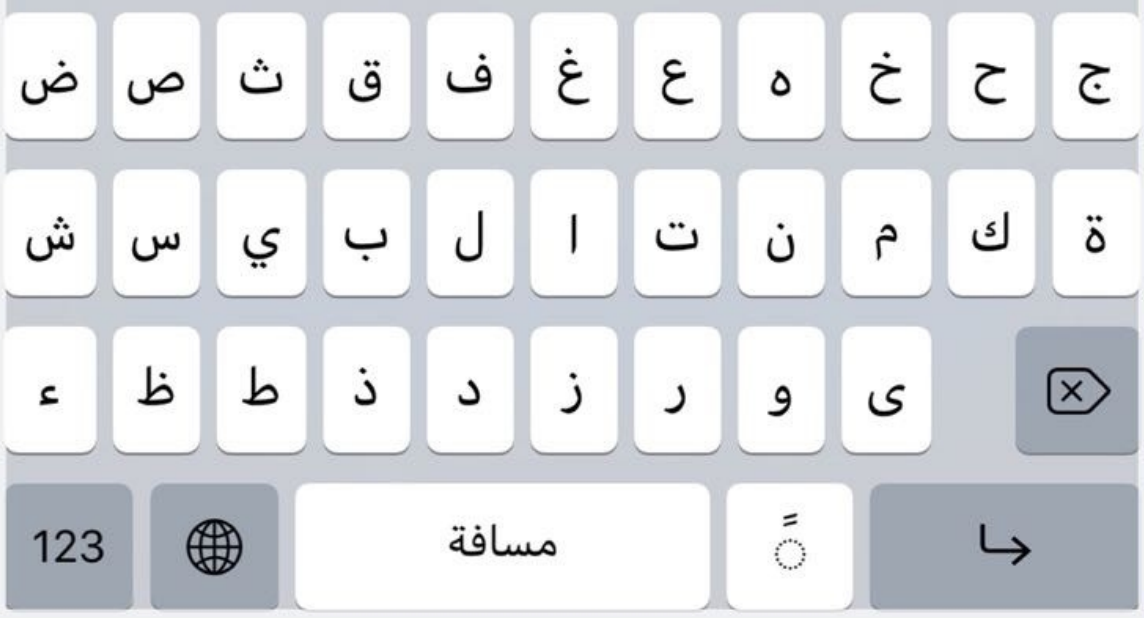 ض ص ث ق ف غ ع ه خ ح ج
ش س ي ب ل ا ت ن م ك ة
ء ظ ط ذ د ز ر و ى
123 مسافة ◌ً